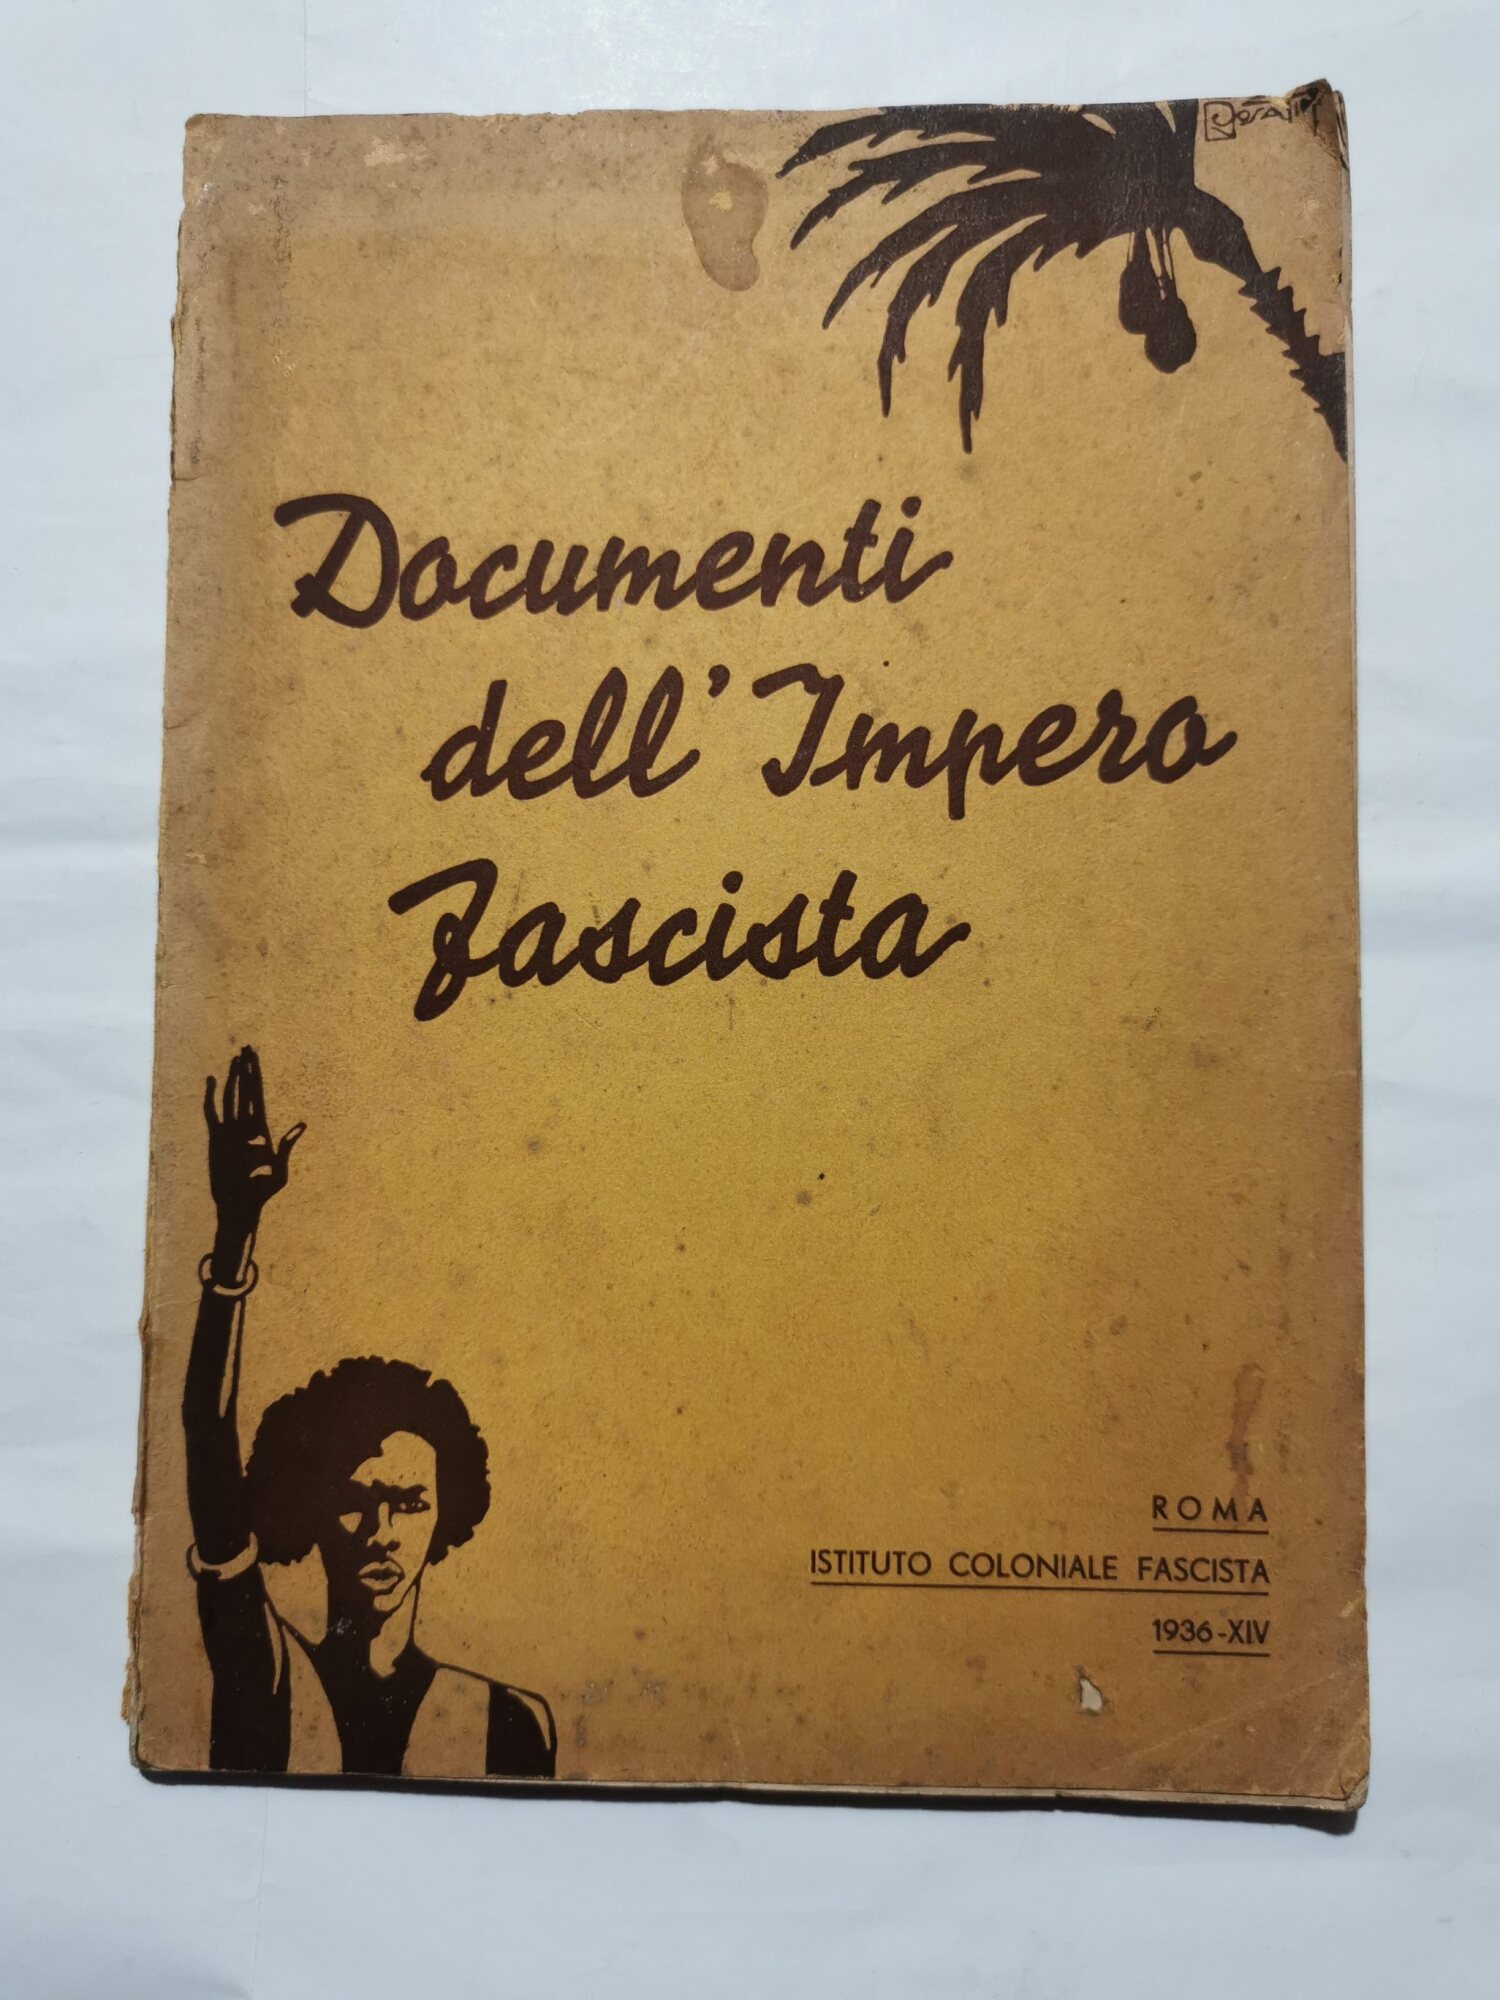 Documenti
dell'Impero
Fascista
ROMA
ISTITUTO COLONIALE FASCISTA
1936-XIV